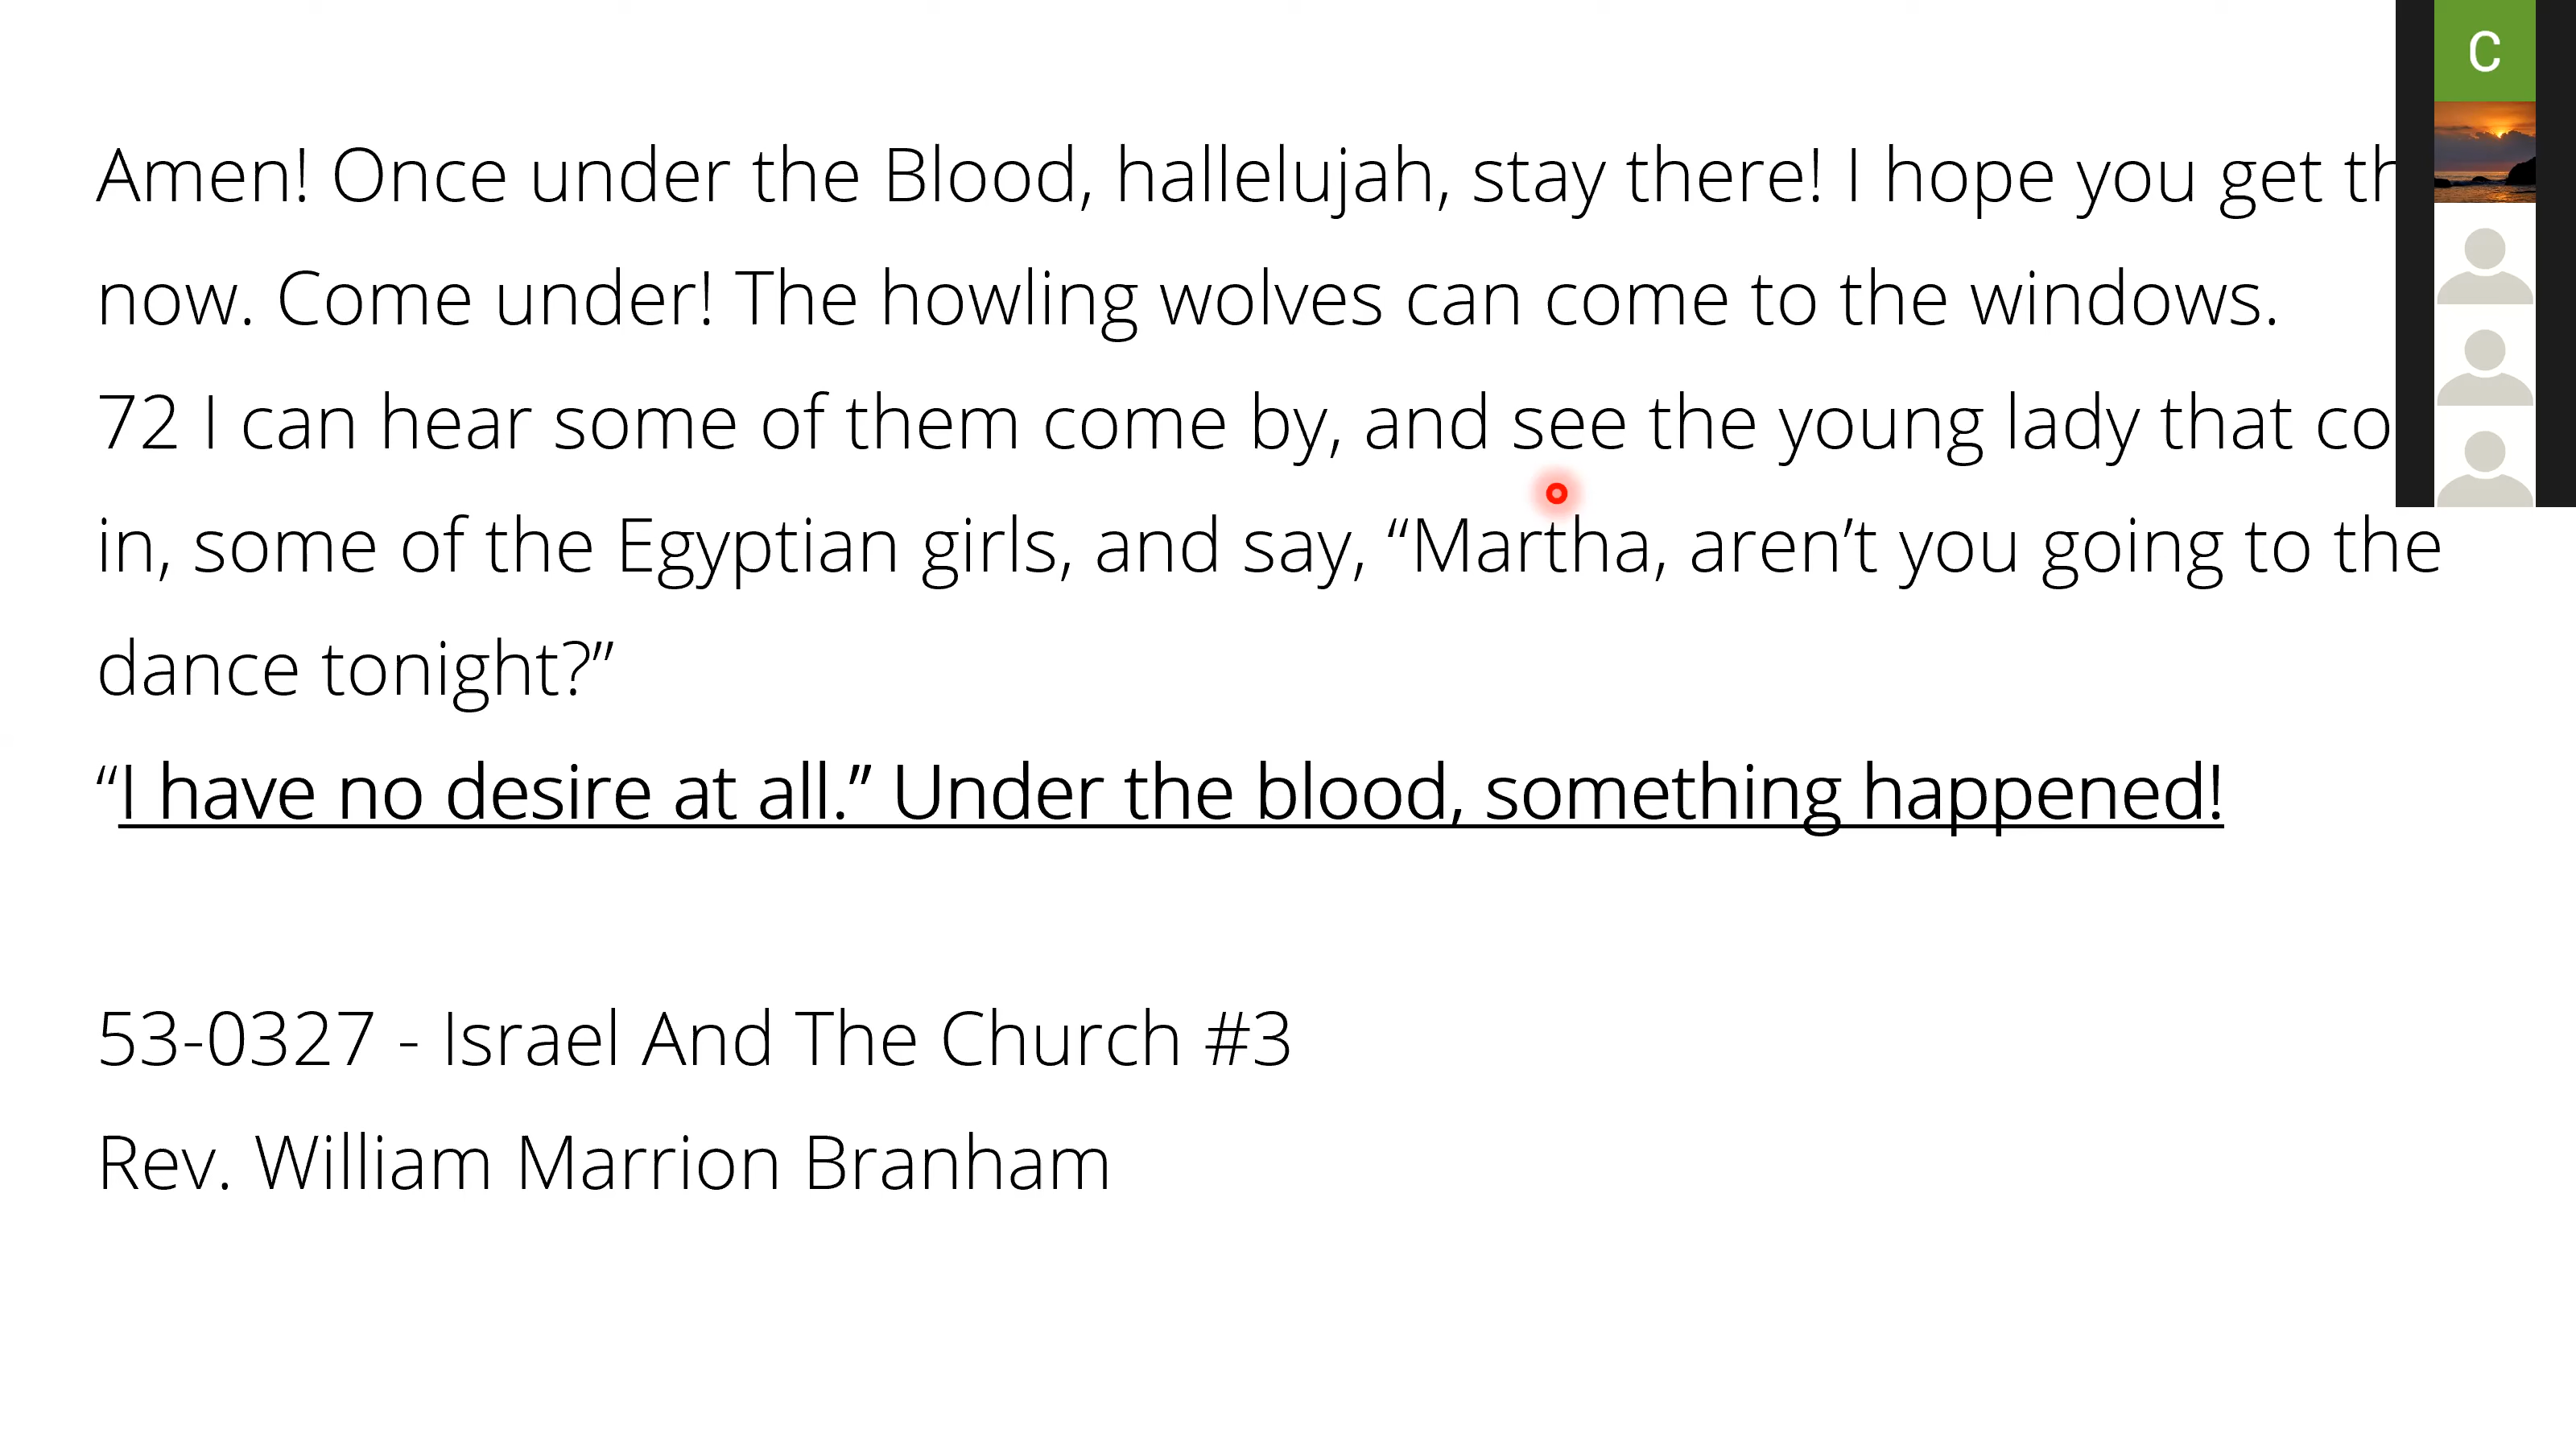 Amen! Once under the Blood, hallelujah, stay there! I hope you get
now. Come under! The howling wolves can come to the windows.
72 I can hear some of them come by, and see the young lady that
in, some of the Egyptian girls, and say, “Martha, aren’t you going to the
dance tonight?”
“I have no desire at all.” Under the blood, something happened!
53-0327 - Israel And The Church #3
Rev. William Marrion Branham
C